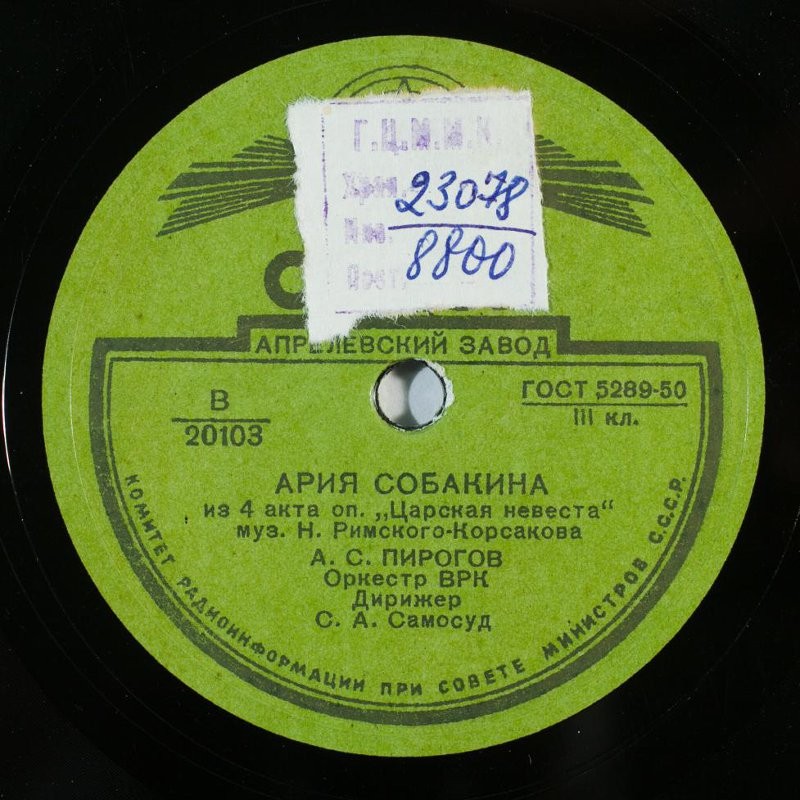 Г.Ц.М.М.К.
23078
Инв.
8800
АПРЕЛЕВСКИЙ ЗАВОД
В
20103
ГОСТ 5289-50
III кл.
АРИЯ СОБАКИНА
из 4 акта оп. „Царская невеста“
муз. Н. Римского-Корсакова
А. С. ПИРОГОВ
Оркестр ВРК
Дирижер
С. А. Самосуд
КОМИТЕТ РАДИОИНФОРМАЦИИ ПРИ СОВЕТЕ МИНИСТРОВ С.С.С.Р.